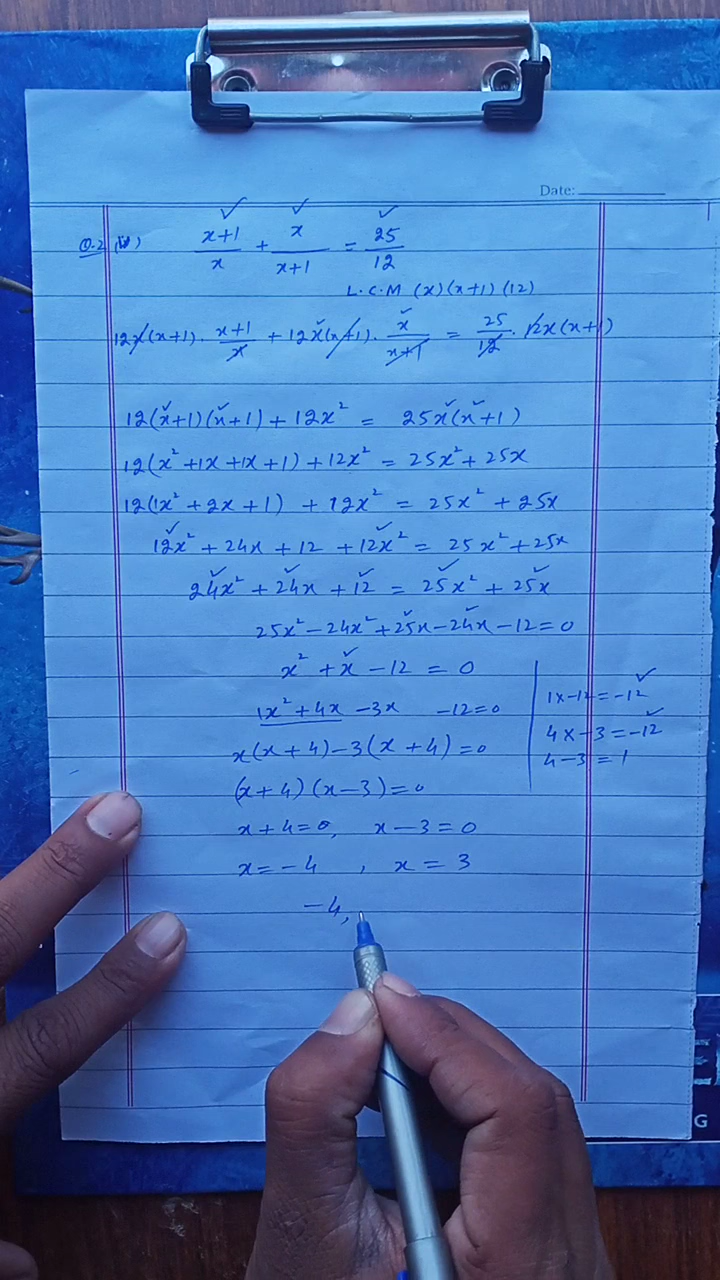 Date:
Q.2 (ii) x+1/x + x/x+1 = 25/12
L.C.M (x)(x+1)(12)
12x(x+1). x+1/x + 12x(x+1). x/x+1 = 25/12 . 12x(x+1)
12(x+1)(x+1) + 12x² = 25x(x+1)
12(x² +1x +1x +1) + 12x² = 25x² + 25x
12(1x² + 2x + 1) + 12x² = 25x² + 25x
12x² + 24x + 12 + 12x² = 25x² + 25x
24x² + 24x + 12 = 25x² + 25x
25x² - 24x² + 25x - 24x - 12 = 0
x² + x - 12 = 0
1x² + 4x - 3x - 12 = 0
x(x + 4) - 3(x + 4) = 0
(x + 4)(x - 3) = 0
x + 4 = 0, x - 3 = 0
x = -4 , x = 3
-4,
1 x -12 = -12
4 x -3 = -12
4 - 3 = 1
G